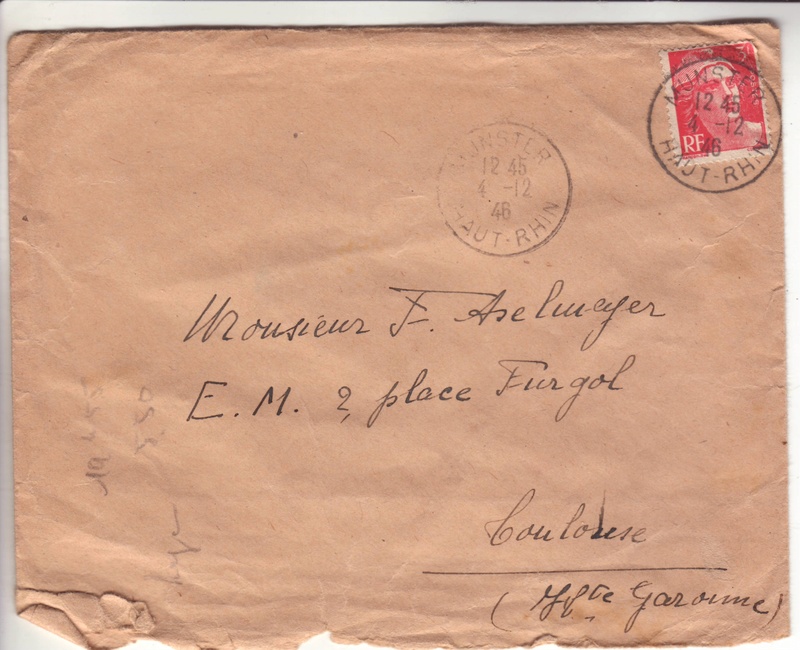 MUNSTER
12 45
4 -12
46
HAUT-RHIN
RF
MUNSTER
12 45
4 -12
46
HAUT-RHIN
Monsieur F. Aselmeyer
E. M. 2, place Furgol
Toulouse
(Hte Garonne)